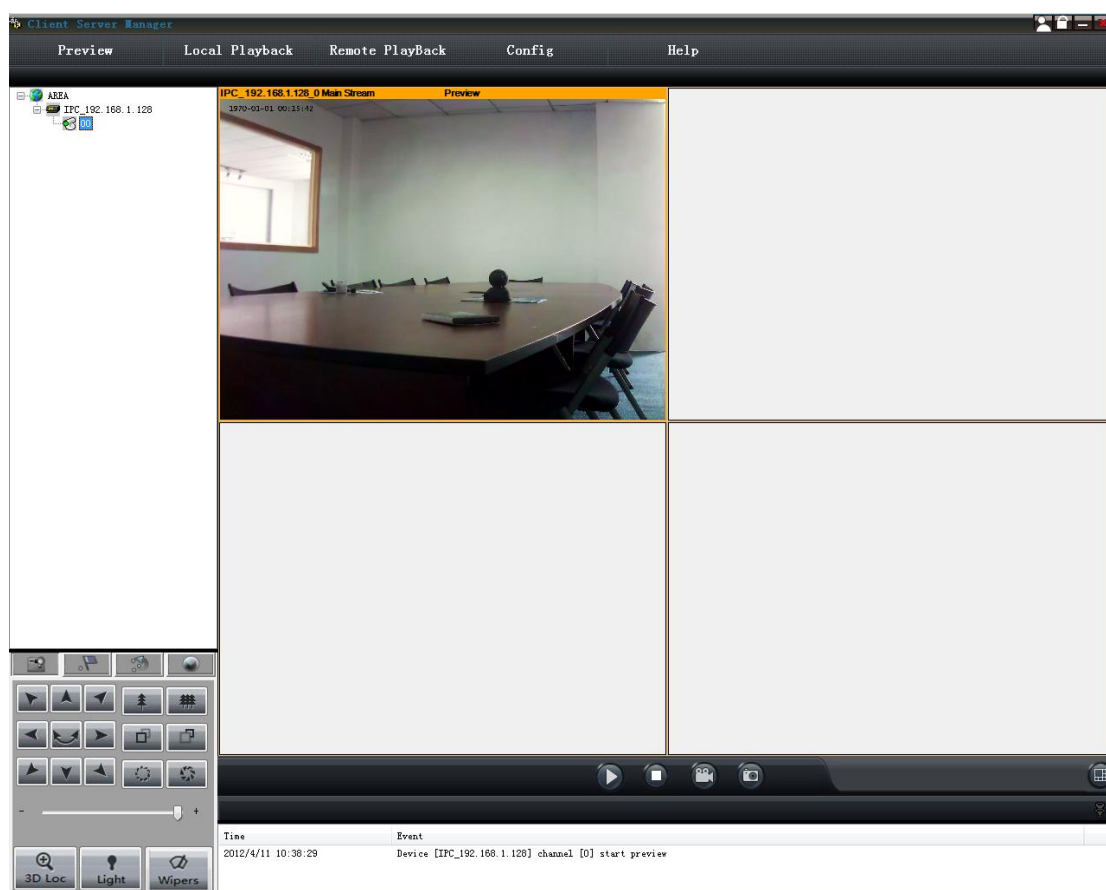 Client Server Manager
Preview Local Playback Remote PlayBack Config Help
AREA
IPC_192.168.1.128
00
IPC_192.168.1.128_0 Main Stream Preview
1970-01-01 00:15:42
- +
3D Loc Light Wipers
Time Event
2012/4/11 10:38:29 Device [IPC_192.168.1.128] channel [0] start preview